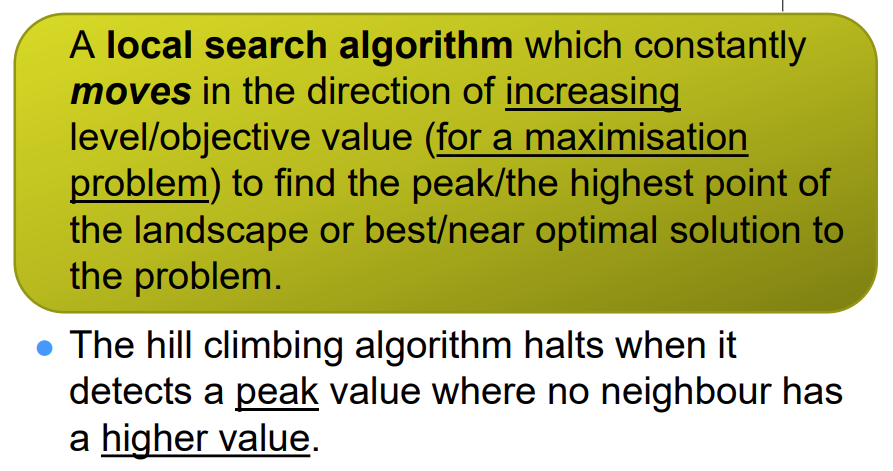 A local search algorithm which constantly
moves in the direction of increasing
level/objective value (for a maximisation
problem) to find the peak/the highest point of
the landscape or best/near optimal solution to
the problem.
The hill climbing algorithm halts when it
detects a peak value where no neighbour has
a higher value.